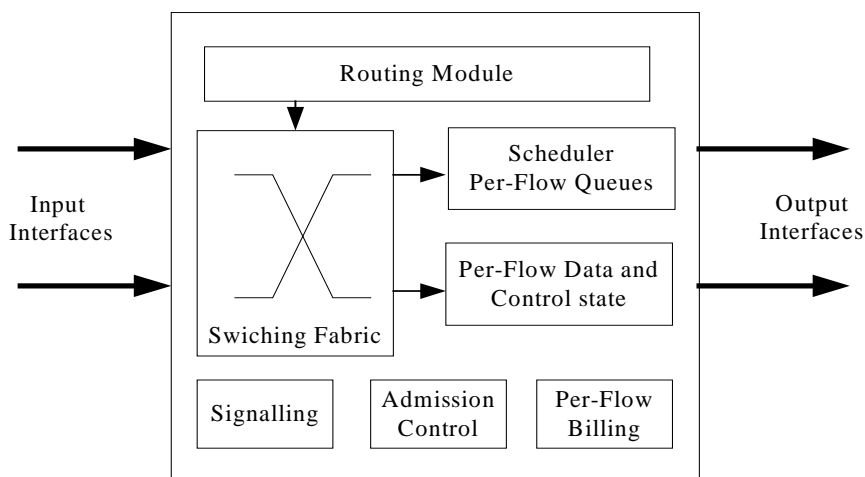 Routing Module
Scheduler
Per-Flow Queues
Input
Interfaces
Output
Interfaces
Per-Flow Data and
Control state
Swiching Fabric
Signalling
Admission
Control
Per-Flow
Billing